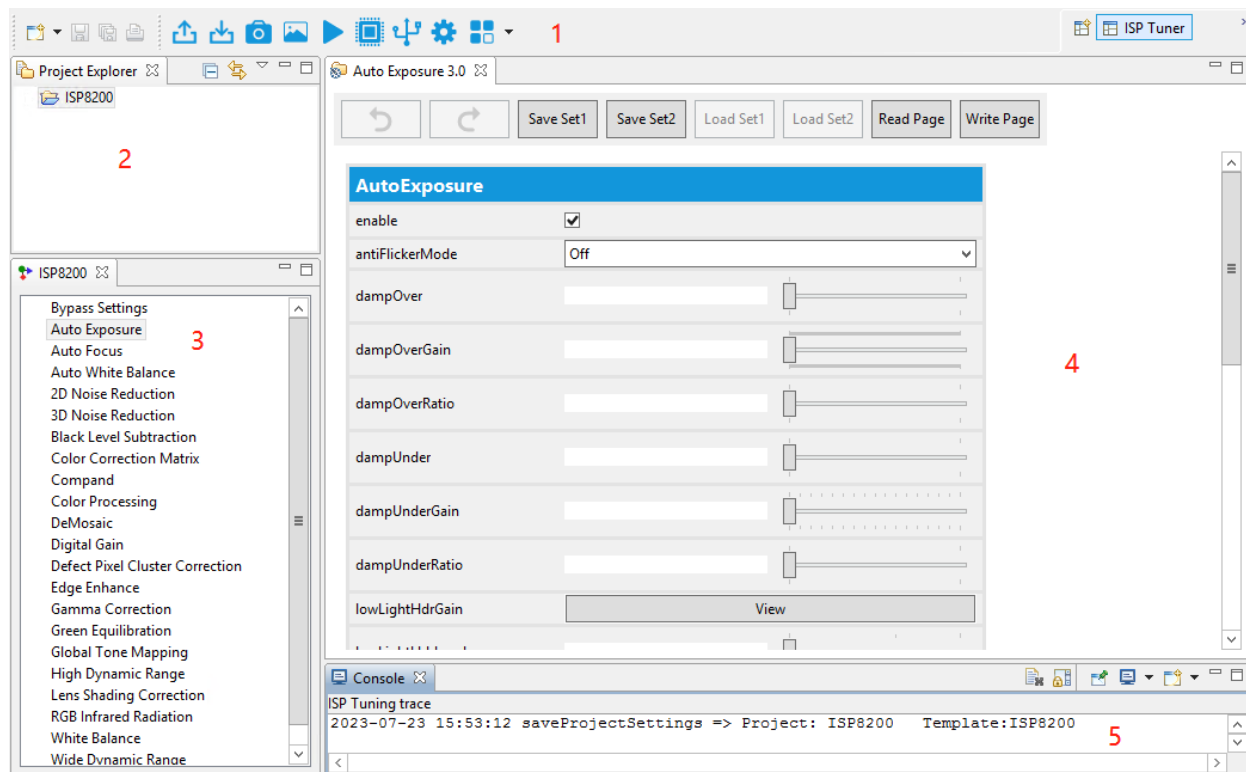 1
ISP Tuner
Project Explorer
ISP8200
2
ISP8200
Bypass Settings
Auto Exposure
3
Auto Focus
Auto White Balance
2D Noise Reduction
3D Noise Reduction
Black Level Subtraction
Color Correction Matrix
Compand
Color Processing
DeMosaic
Digital Gain
Defect Pixel Cluster Correction
Edge Enhance
Gamma Correction
Green Equilibration
Global Tone Mapping
High Dynamic Range
Lens Shading Correction
RGB Infrared Radiation
White Balance
Wide Dynamic Range
Auto Exposure 3.0
Save Set1 Save Set2 Load Set1 Load Set2 Read Page Write Page
AutoExposure
enable
antiFlickerMode Off
dampOver
dampOverGain
4
dampOverRatio
dampUnder
dampUnderGain
dampUnderRatio
lowLightHdrGain View
Console
ISP Tuning trace
2023-07-23 15:53:12 saveProjectSettings => Project: ISP8200 Template:ISP8200
5